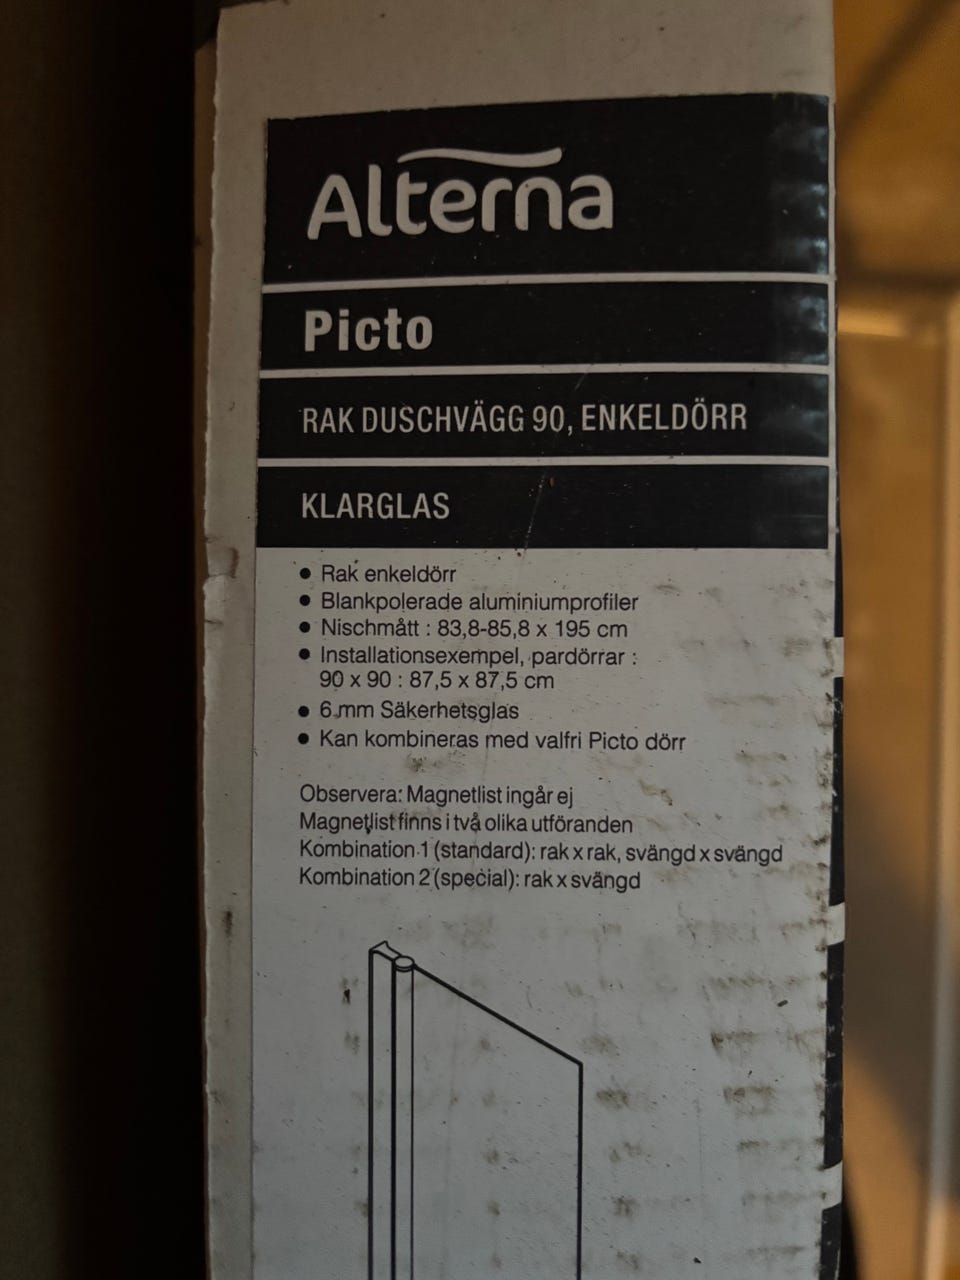 Alterna
Picto
RAK DUSCHVÄGG 90, ENKELDÖRR
KLARGLAS
• Rak enkeldörr
• Blankpolerade aluminiumprofiler
• Nischmått : 83,8-85,8 x 195 cm
• Installationsexempel, pardörrar :
90 x 90 : 87,5 x 87,5 cm
• 6 mm Säkerhetsglas
• Kan kombineras med valfri Picto dörr
Observera: Magnetlist ingår ej
Magnetlist finns i två olika utföranden
Kombination 1 (standard): rak x rak, svängd x svängd
Kombination 2 (special): rak x svängd